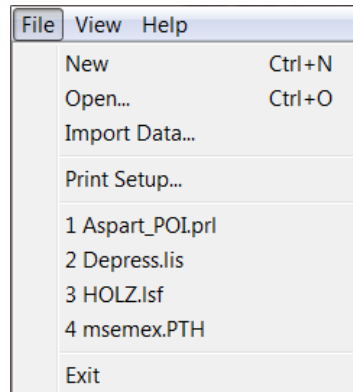 File View Help
New Ctrl+N
Open... Ctrl+O
Import Data...
Print Setup...
1 Aspart_POI.prl
2 Depress.lis
3 HOLZ.lsf
4 msemex.PTH
Exit